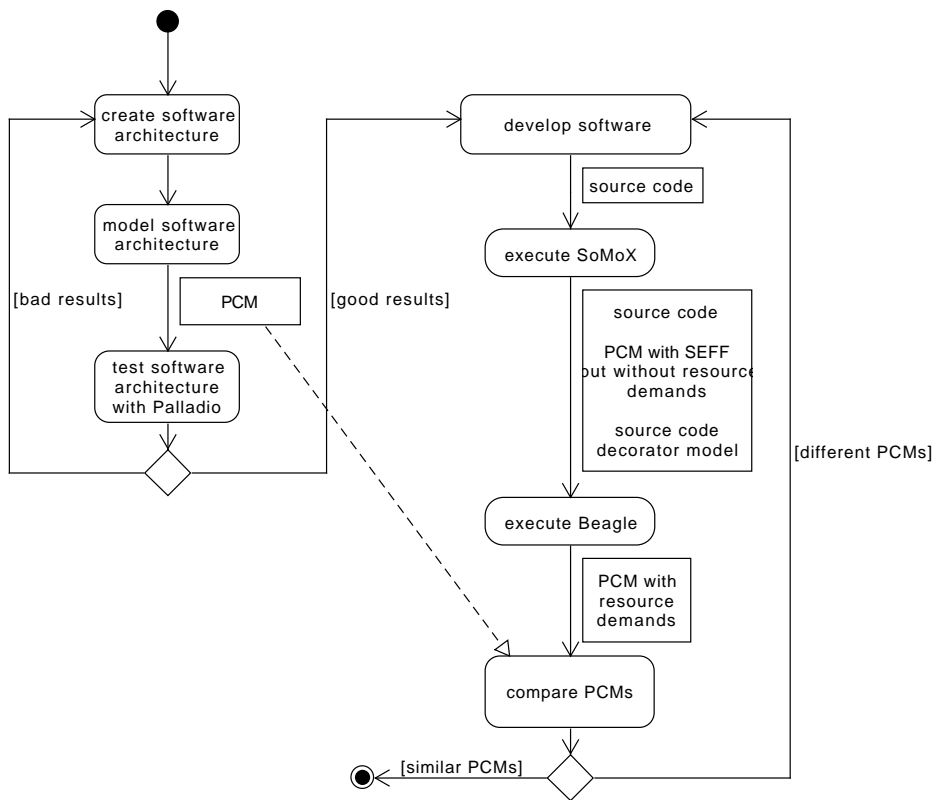 create software
architecture
model software
architecture
[bad results]
PCM
[good results]
test software
architecture
with Palladio
develop software
source code
execute SoMoX
source code
PCM with SEFF
out without resource
demands
source code
decorator model
[different PCMs]
execute Beagle
PCM with
resource
demands
compare PCMs
[similar PCMs]